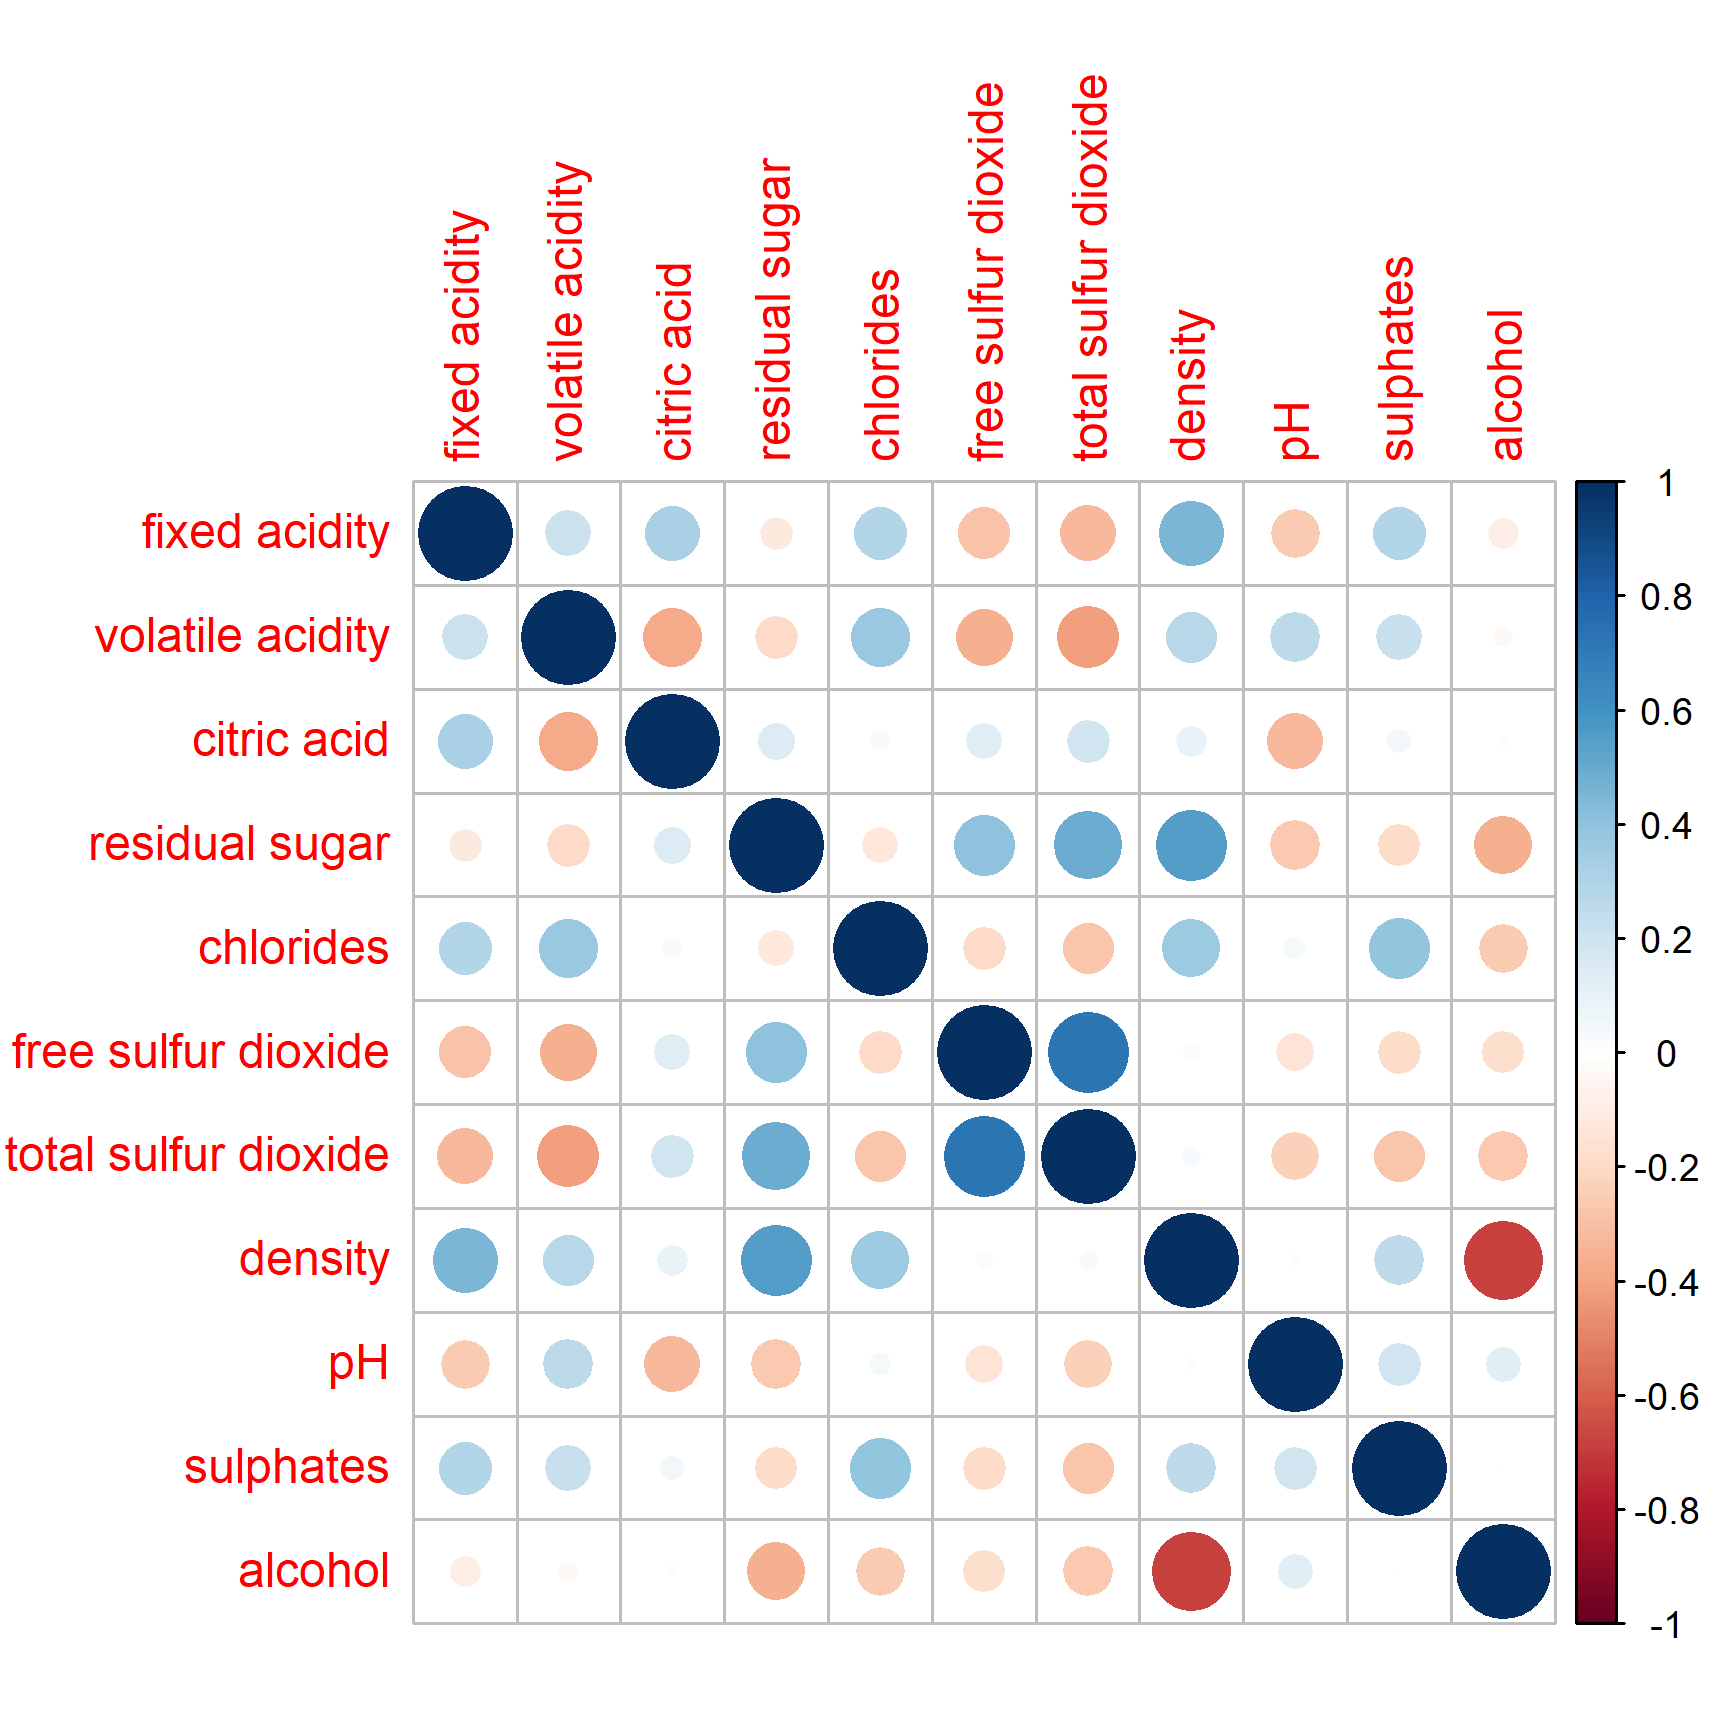 fixed acidity
volatile acidity
citric acid
residual sugar
chlorides
free sulfur dioxide
total sulfur dioxide
density
pH
sulphates
alcohol
fixed acidity
volatile acidity
citric acid
residual sugar
chlorides
free sulfur dioxide
total sulfur dioxide
density
pH
sulphates
alcohol
1
0.8
0.6
0.4
0.2
0
-0.2
-0.4
-0.6
-0.8
-1